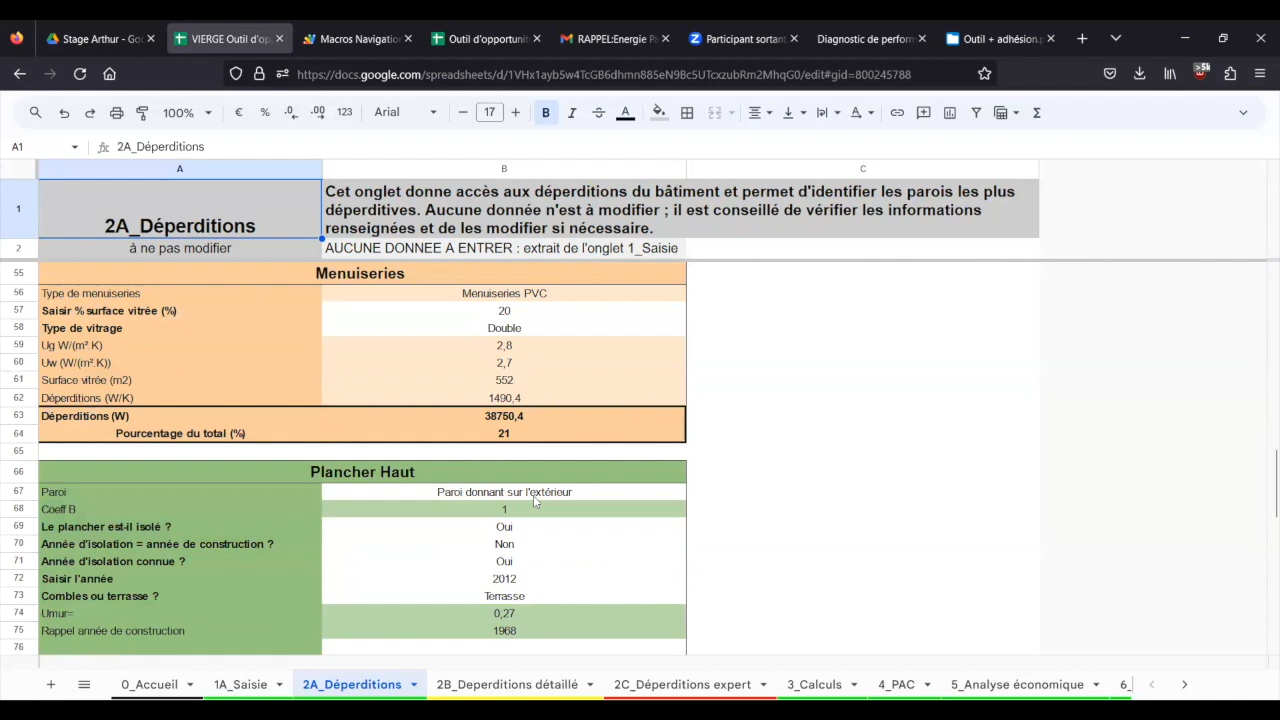 Stage Arthur - Goo
VIERGE Outil d'op
Macros Navigation
Outil d'opportunit
RAPPEL:Energie Pa
Participant sortant
Diagnostic de perform
Outil + adhésion.p
https://docs.google.com/spreadsheets/d/1VHx1ayb5w4TcGB6dhmn885eN9Bc5UTcxzubRm2MhqG0/edit#gid=800245788
>5k
100% € % .0 .00 123 Arial 17 B I S A Σ
A1 fx 2A_Déperditions
A B C
1 2A_Déperditions
Cet onglet donne accès aux déperditions du bâtiment et permet d'identifier les parois les plus
déperditives. Aucune donnée n'est à modifier ; il est conseillé de vérifier les informations
renseignées et de les modifier si nécessaire.
2 à ne pas modifier AUCUNE DONNEE A ENTRER : extrait de l'onglet 1_Saisie
55 Menuiseries
56 Type de menuiseries Menuiseries PVC
57 Saisir % surface vitrée (%) 20
58 Type de vitrage Double
59 Ug W/(m².K) 2,8
60 Uw (W/(m².K)) 2,7
61 Surface vitrée (m2) 552
62 Déperditions (W/K) 1490,4
63 Déperditions (W) 38750,4
64 Pourcentage du total (%) 21
65
66 Plancher Haut
67 Paroi Paroi donnant sur l'extérieur
68 Coeff B 1
69 Le plancher est-il isolé ? Oui
70 Année d'isolation = année de construction ? Non
71 Année d'isolation connue ? Oui
72 Saisir l'année 2012
73 Combles ou terrasse ? Terrasse
74 Umur= 0,27
75 Rappel année de construction 1968
76
0_Accueil 1A_Saisie 2A_Déperditions 2B_Deperditions détaillé 2C_Déperditions expert 3_Calculs 4_PAC 5_Analyse économique 6_